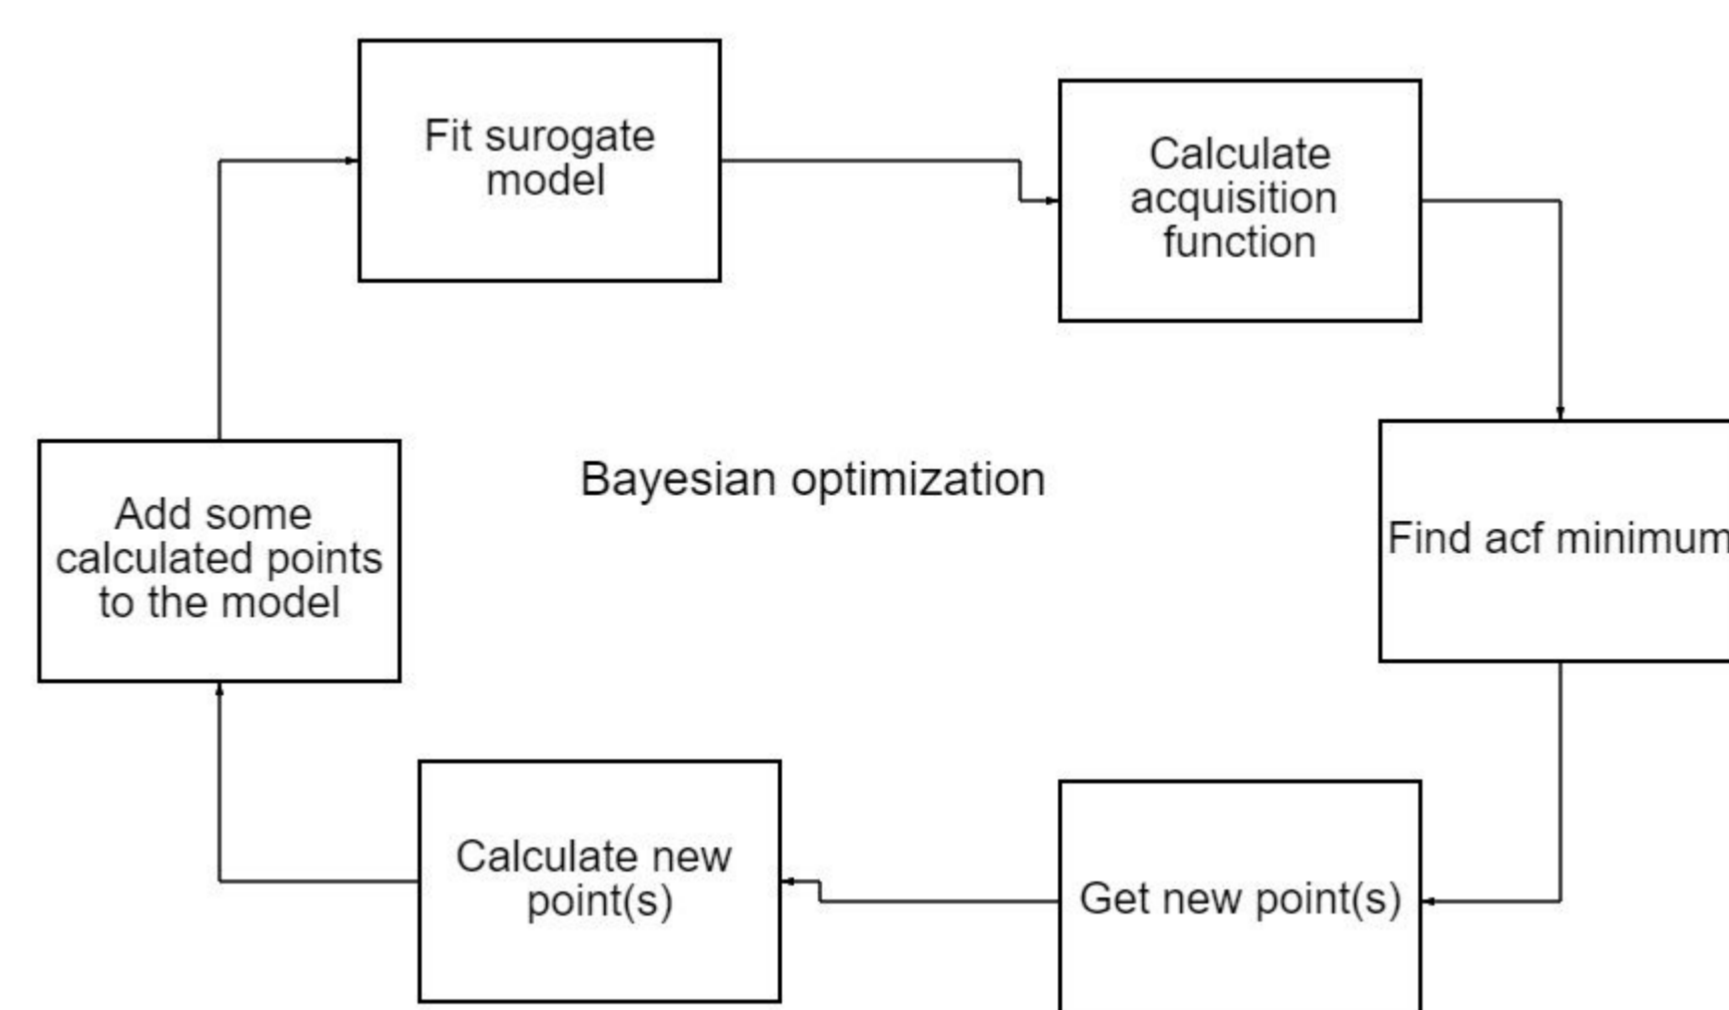 Fit surogate
model
Calculate
acquisition
function
Bayesian optimization
Find acf minimum
Add some
calculated points
to the model
Calculate new
point(s)
Get new point(s)